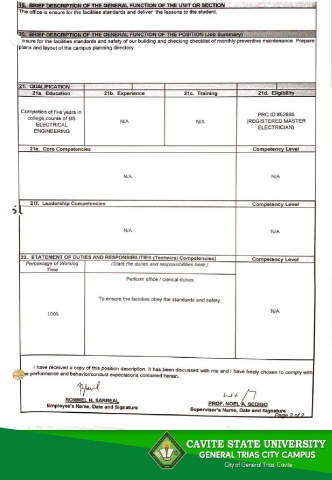 19. BRIEF DESCRIPTION OF THE GENERAL FUNCTION OF THE UNIT OR SECTION
The office is ensure for the facilities standards and deliver the lessons to the student.
20. BRIEF DESCRIPTION OF THE GENERAL FUNCTION OF THE POSITION (Job Summary)
Insure for the facilities standards and safety of our building and checking checklist of monthly preventive maintenance. Prepare
plans and layout of the campus planning directory.
21. QUALIFICATION
21a. Education 21b. Experience 21c. Training 21d. Eligibility
Competion of five years in
college,course of BS
ELECTRICAL
ENGINEERING
N/A
N/A
PRC ID #
(REGISTERED MASTER
ELECTRICIAN)
21e. Core Competencies Competency Level
N/A N/A
21f. Leadership Competencies Competency Level
N/A N/A
22. STATEMENT OF DUTIES AND RESPONSIBILITIES (Technical Competencies) Competency Level
Percentage of Working
Time
(State the duties and responsibilities here:)
Perform office / clerical duties
To ensure the facilities obey the standards and safety.
100%
N/A
I have received a copy of this position description. It has been discussed with me and I have freely chosen to comply with
the performance and behavior/conduct expectations contained herein.
ROMMEL H. SARREAL
Employee's Name, Date and Signature
PROF. NOEL A. SEDIGO
Supervisor's Name, Date and Signature
Page 2 of 2
CAVITE STATE UNIVERSITY
GENERAL TRIAS CITY CAMPUS
City of General Trias, Cavite